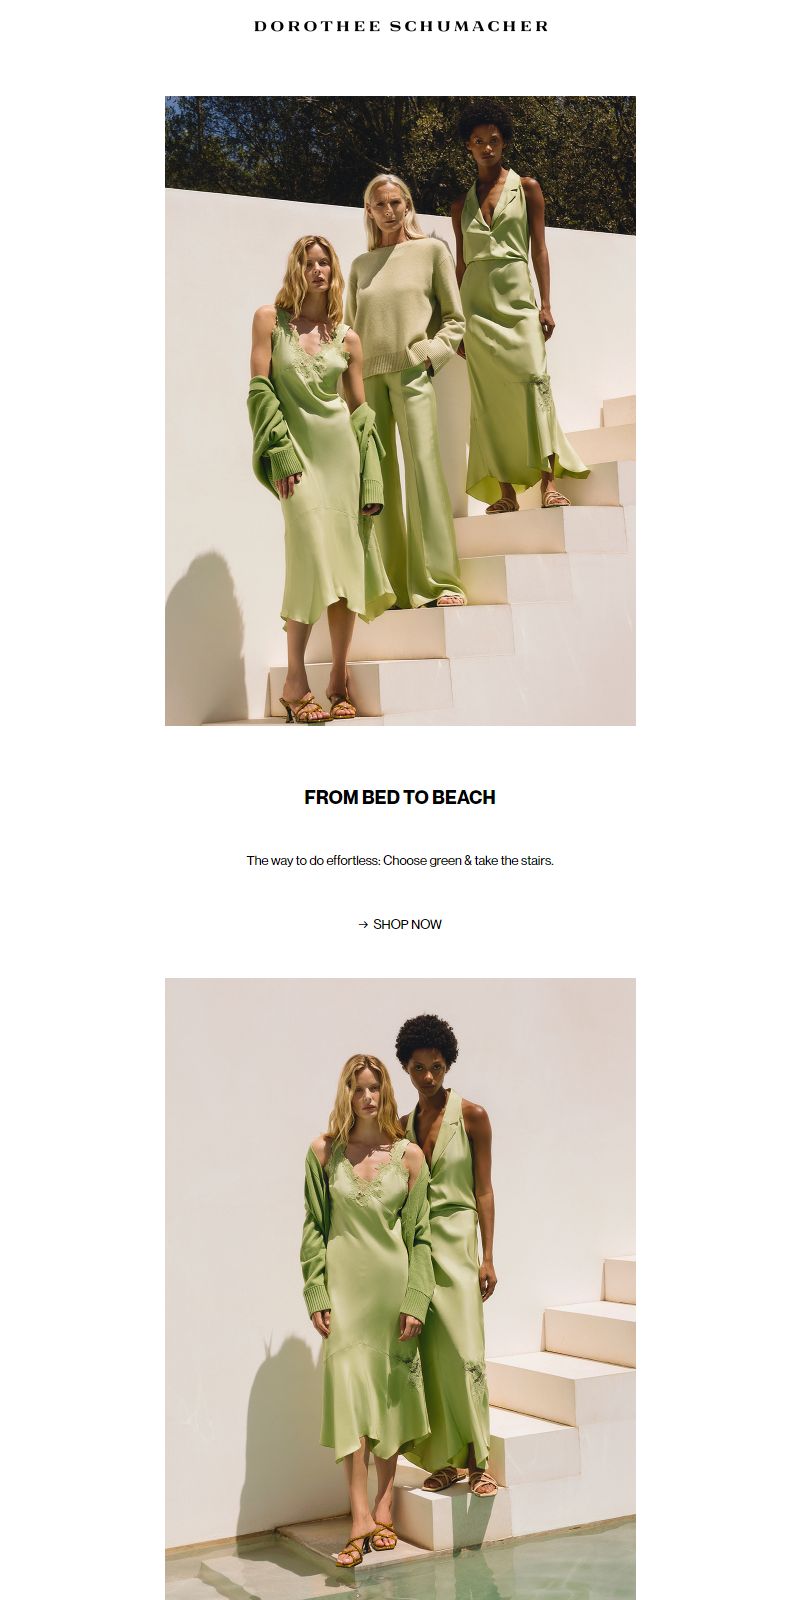 DOROTHEE SCHUMACHER
FROM BED TO BEACH
The way to do effortless: Choose green & take the stairs.
→ SHOP NOW